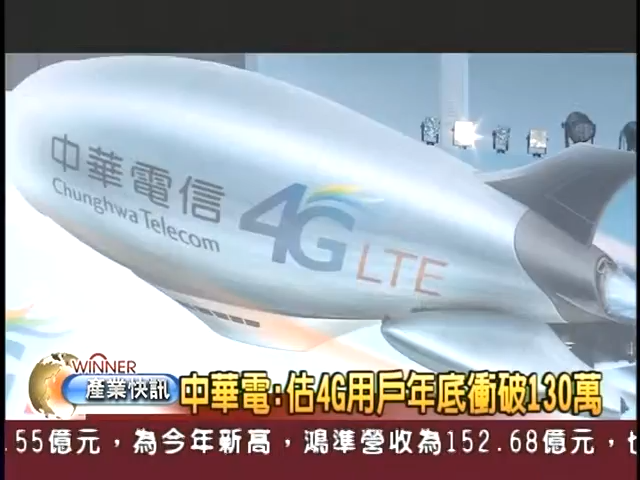 中華電信
Chunghwa Telecom
4G LTE
WINNER
產業快訊
中華電:估4G用戶年底衝破130萬
.55億元，為今年新高，鴻準營收為152.68億元，